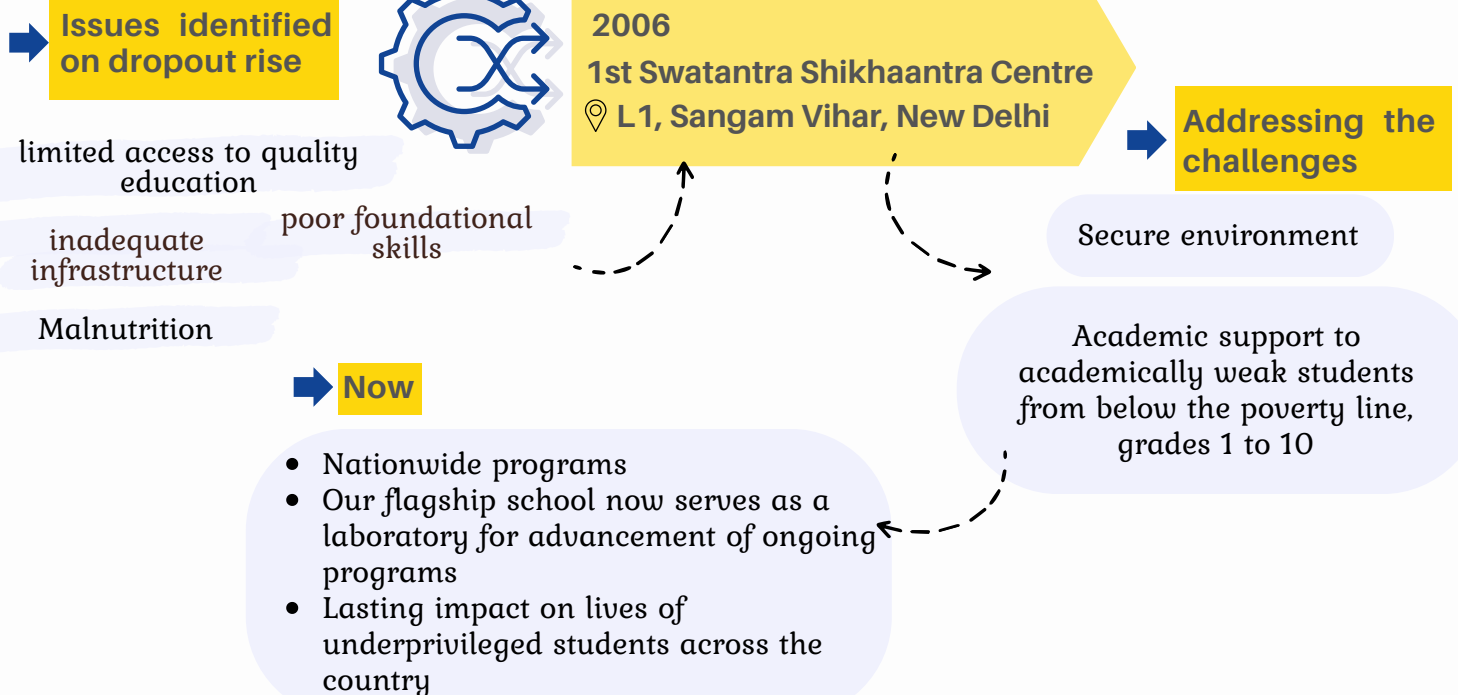 Issues identified
on dropout rise
limited access to quality
education
poor foundational
skills
inadequate
infrastructure
Malnutrition
2006
1st Swatantra Shikhaantra Centre
L1, Sangam Vihar, New Delhi
Addressing the
challenges
Secure environment
Academic support to
academically weak students
from below the poverty line,
grades 1 to 10
Now
• Nationwide programs
• Our flagship school now serves as a
laboratory for advancement of ongoing
programs
• Lasting impact on lives of
underprivileged students across the
country